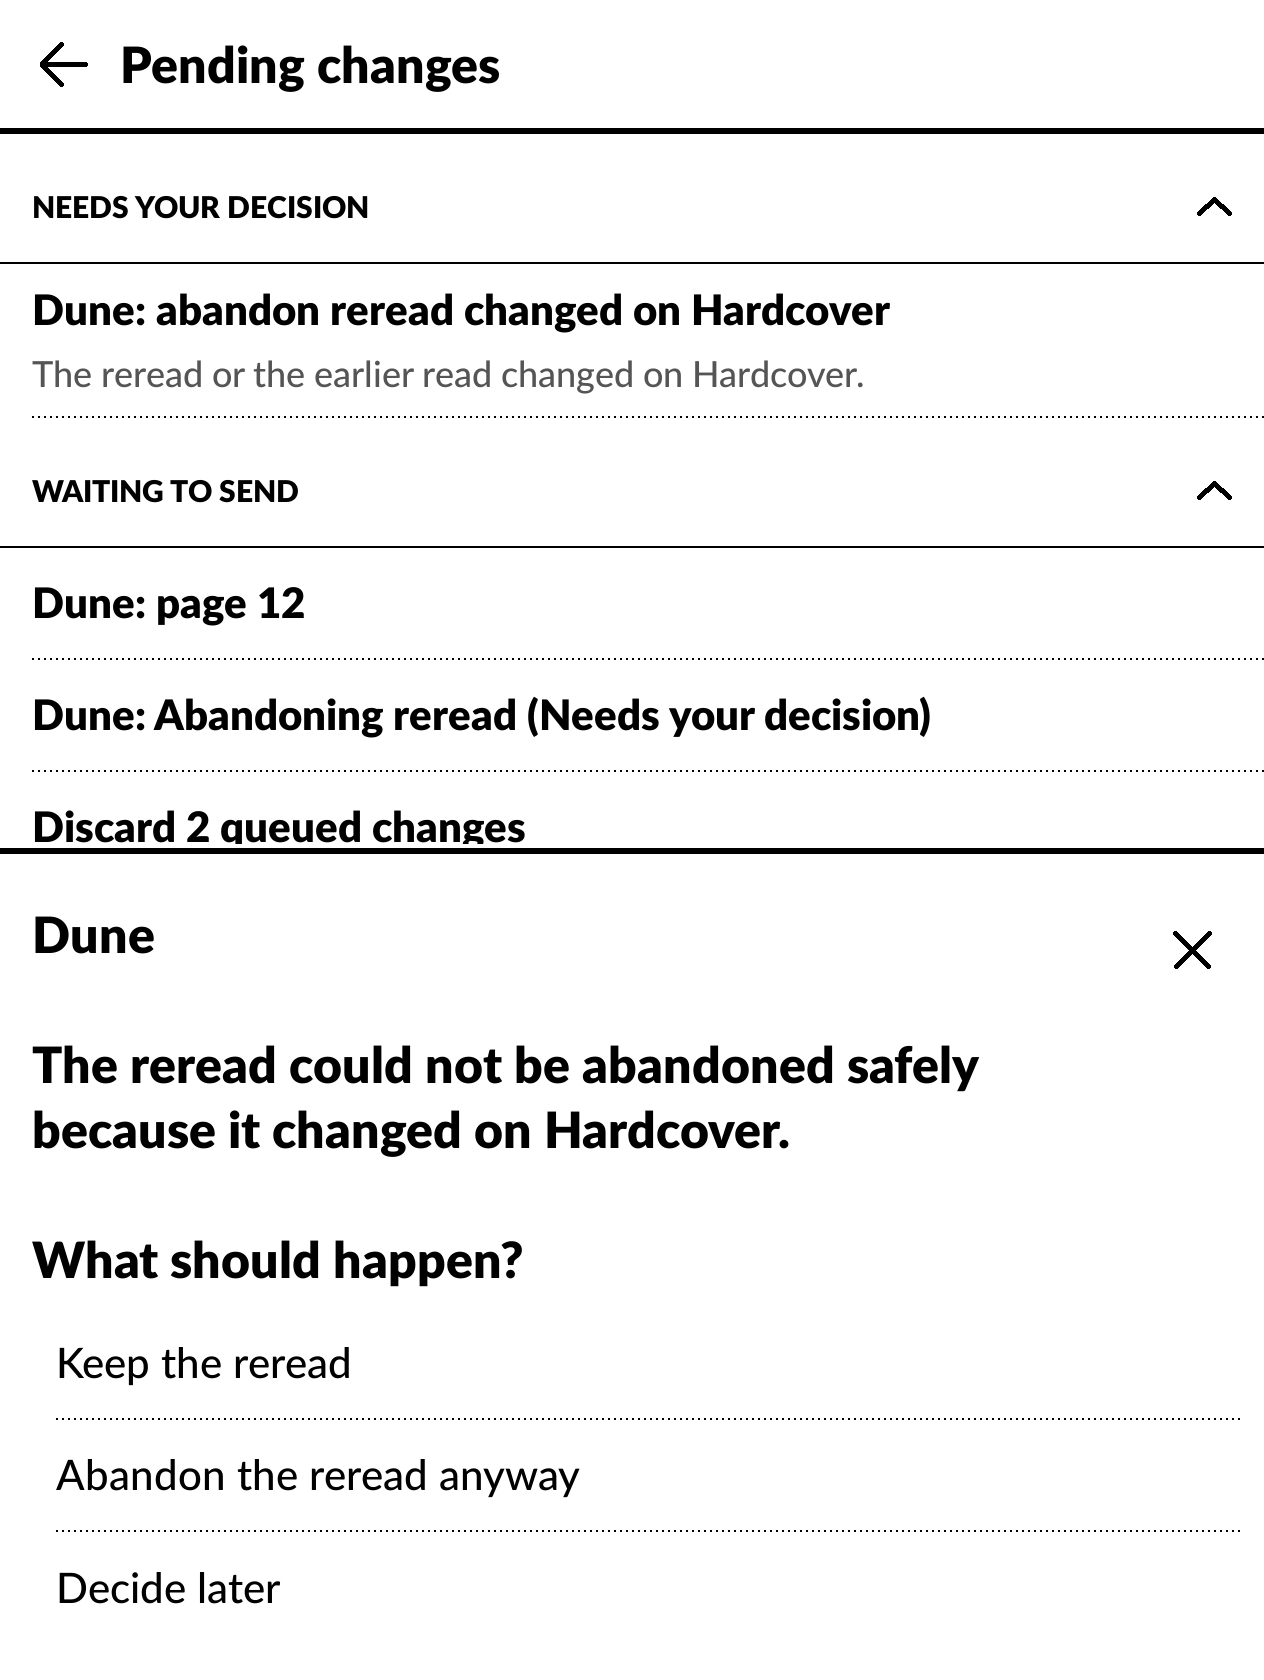 Pending changes
NEEDS YOUR DECISION
Dune: abandon reread changed on Hardcover
The reread or the earlier read changed on Hardcover.
WAITING TO SEND
Dune: page 12
Dune: Abandoning reread (Needs your decision)
Discard 2 queued changes
Dune
The reread could not be abandoned safely
because it changed on Hardcover.
What should happen?
Keep the reread
Abandon the reread anyway
Decide later